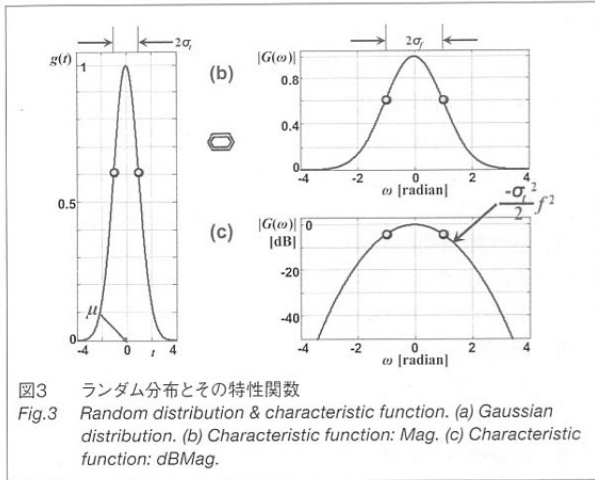 2σt
g(t)
1
0.5
μ
0
-4 0 t 4
(b)
2σf
|G(ω)|
0.8
0.4
0
-4 -2 0 2 4
ω [radian]
(c)
|G(ω)|
[dB]
0
-20
-40
-4 -2 0 2 4
ω [radian]
-σt²/2 f²
図3 ランダム分布とその特性関数
Fig.3 Random distribution & characteristic function. (a) Gaussian
distribution. (b) Characteristic function: Mag. (c) Characteristic
function: dBMag.